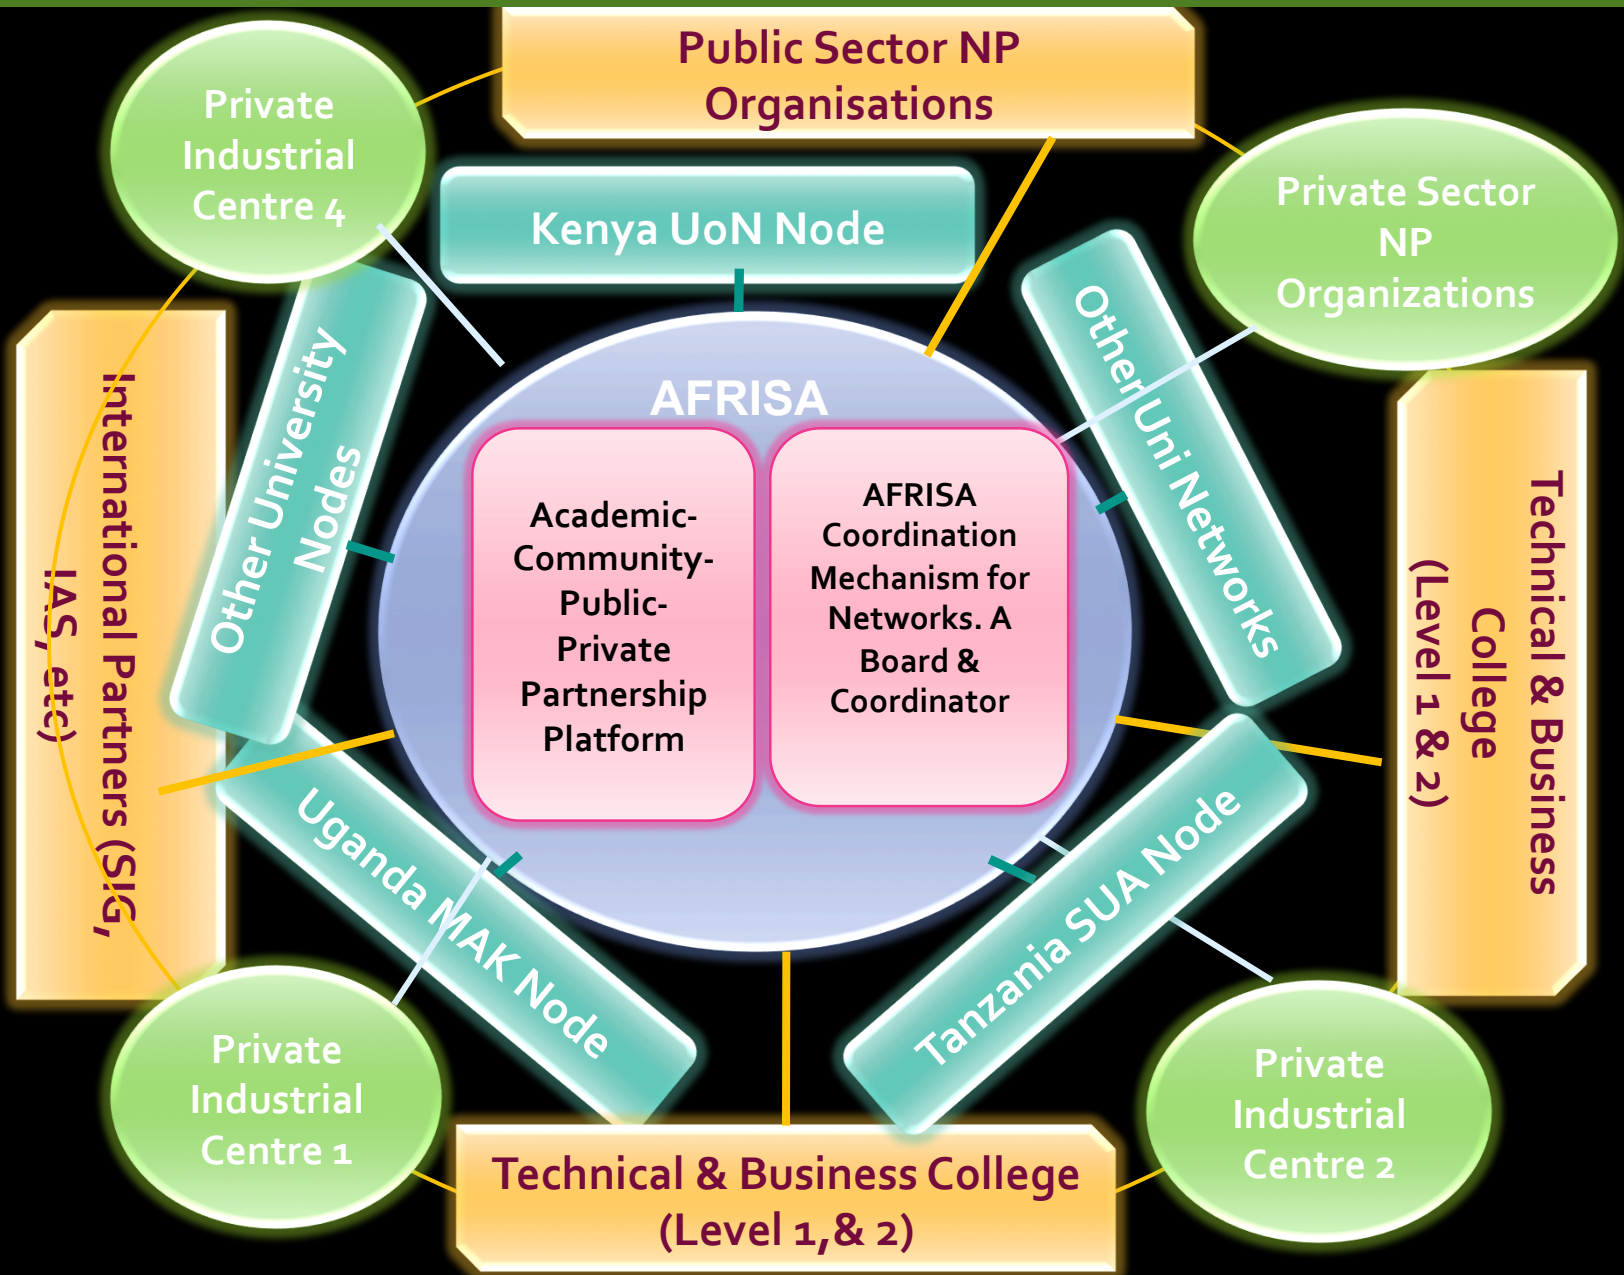 Public Sector NP
Organisations
Private
Industrial
Centre 4
Kenya UoN Node
Private Sector
NP
Organizations
Other University
Nodes
Other Uni Networks
International Partners (SIG,
IAS, etc)
AFRISA
Academic-
Community-
Public-
Private
Partnership
Platform
AFRISA
Coordination
Mechanism for
Networks. A
Board &
Coordinator
Technical & Business
College
(Level 1 & 2)
Uganda MAK Node
Tanzania SUA Node
Private
Industrial
Centre 1
Technical & Business College
(Level 1,& 2)
Private
Industrial
Centre 2